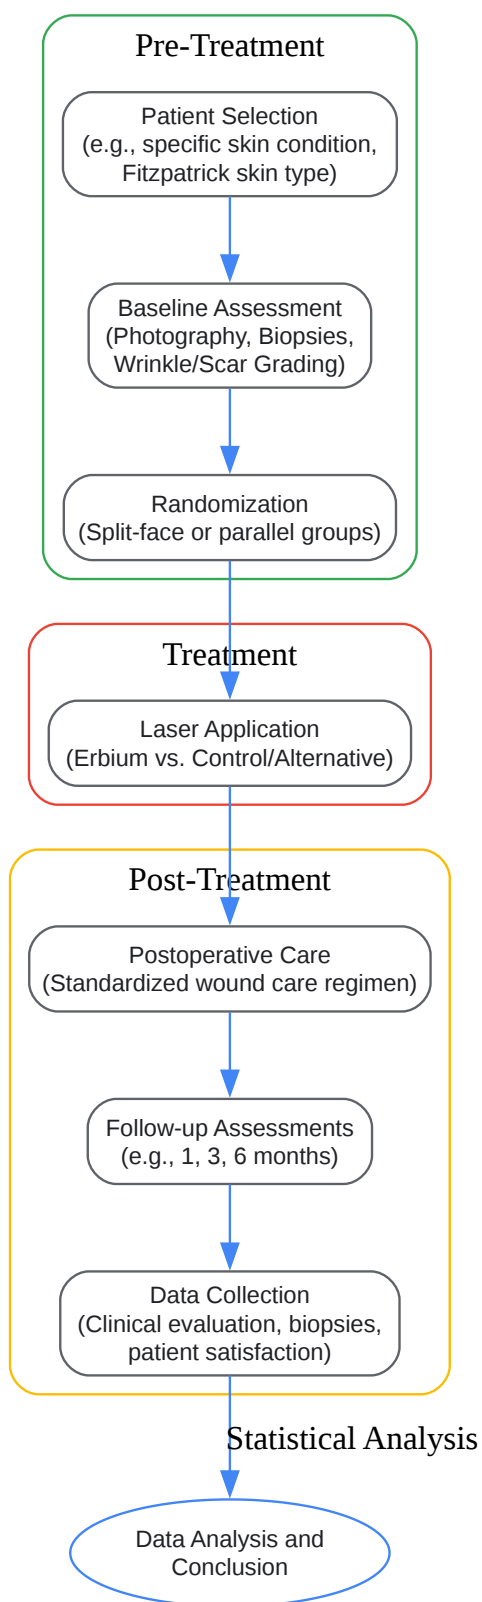 Pre-Treatment
Patient Selection
(e.g., specific skin condition,
Fitzpatrick skin type)
Baseline Assessment
(Photography, Biopsies,
Wrinkle/Scar Grading)
Randomization
(Split-face or parallel groups)
Treatment
Laser Application
(Erbium vs. Control/Alternative)
Post-Treatment
Postoperative Care
(Standardized wound care regimen)
Follow-up Assessments
(e.g., 1, 3, 6 months)
Data Collection
(Clinical evaluation, biopsies,
patient satisfaction)
Statistical Analysis
Data Analysis and
Conclusion